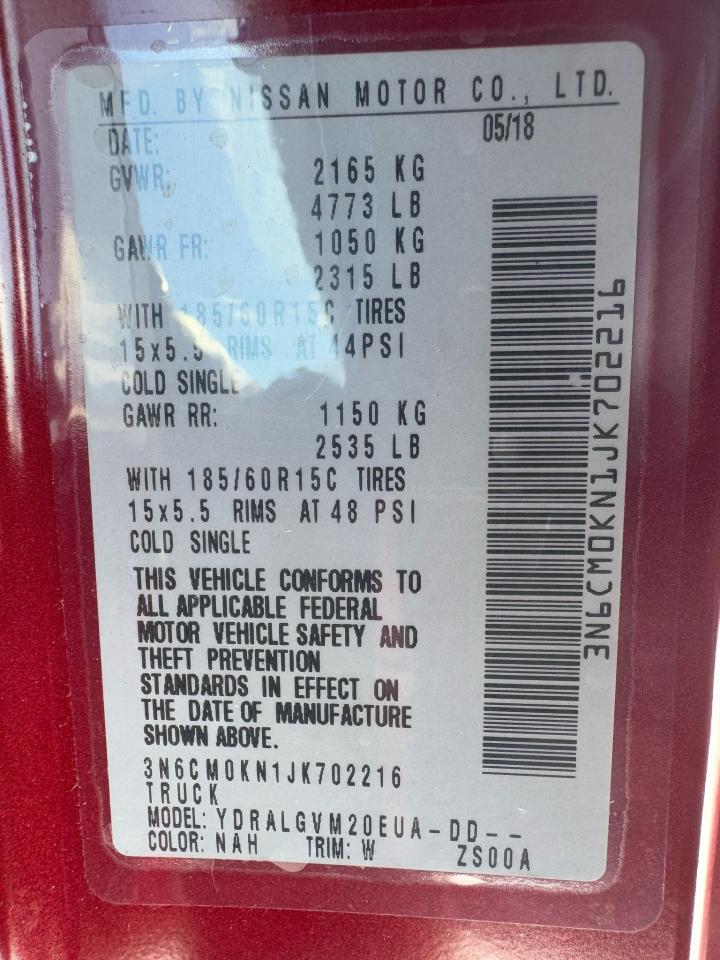 MFD. BY NISSAN MOTOR CO., LTD.
DATE: 05/18
GVWR: 2165 KG
4773 LB
GAWR FR: 1050 KG
2315 LB
WITH 185/60R15C TIRES
15x5.5 RIMS AT 44PSI
COLD SINGLE
GAWR RR: 1150 KG
2535 LB
WITH 185/60R15C TIRES
15x5.5 RIMS AT 48 PSI
COLD SINGLE
THIS VEHICLE CONFORMS TO
ALL APPLICABLE FEDERAL
MOTOR VEHICLE SAFETY AND
THEFT PREVENTION
STANDARDS IN EFFECT ON
THE DATE OF MANUFACTURE
SHOWN ABOVE.
3N6CM0KN1JK702216
TRUCK
MODEL: YDRALGVM20EUA-DD--
COLOR: NAH TRIM: W ZS00A
3N6CM0KN1JK702216